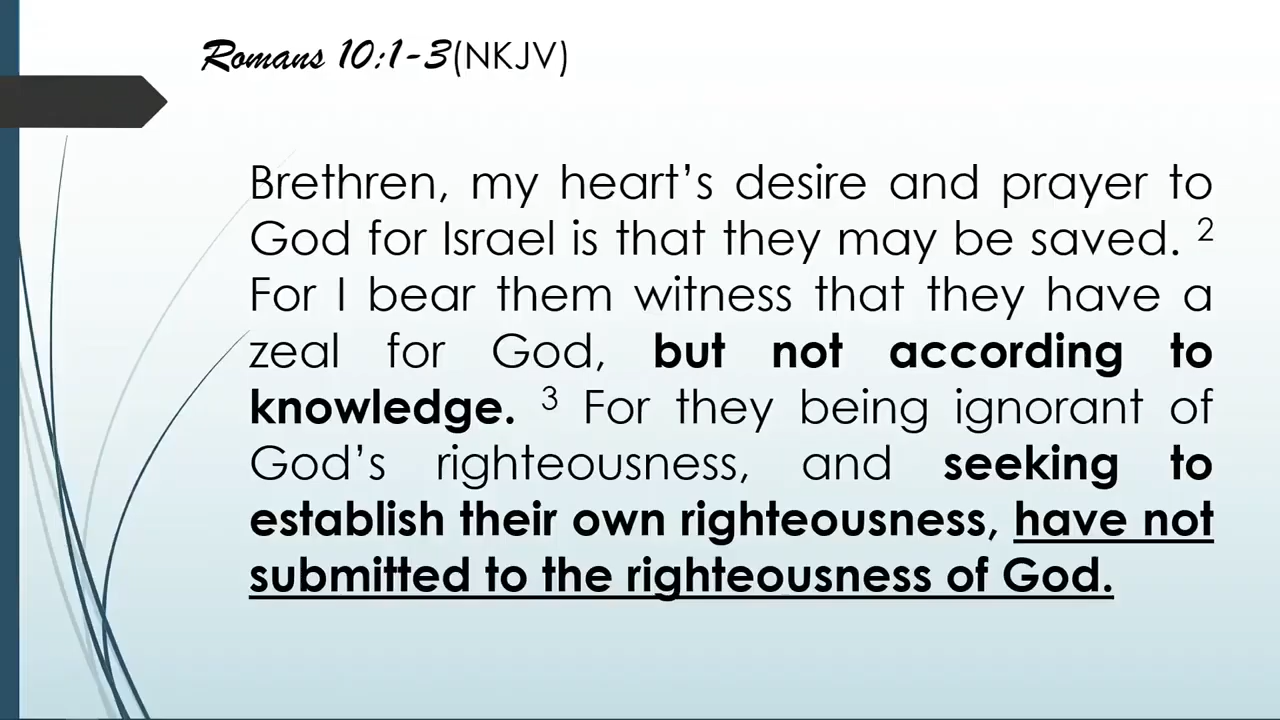 Romans 10:1-3(NKJV)
Brethren, my heart’s desire and prayer to
God for Israel is that they may be saved. 2
For I bear them witness that they have a
zeal for God, but not according to
knowledge. 3 For they being ignorant of
God’s righteousness, and seeking to
establish their own righteousness, have not
submitted to the righteousness of God.